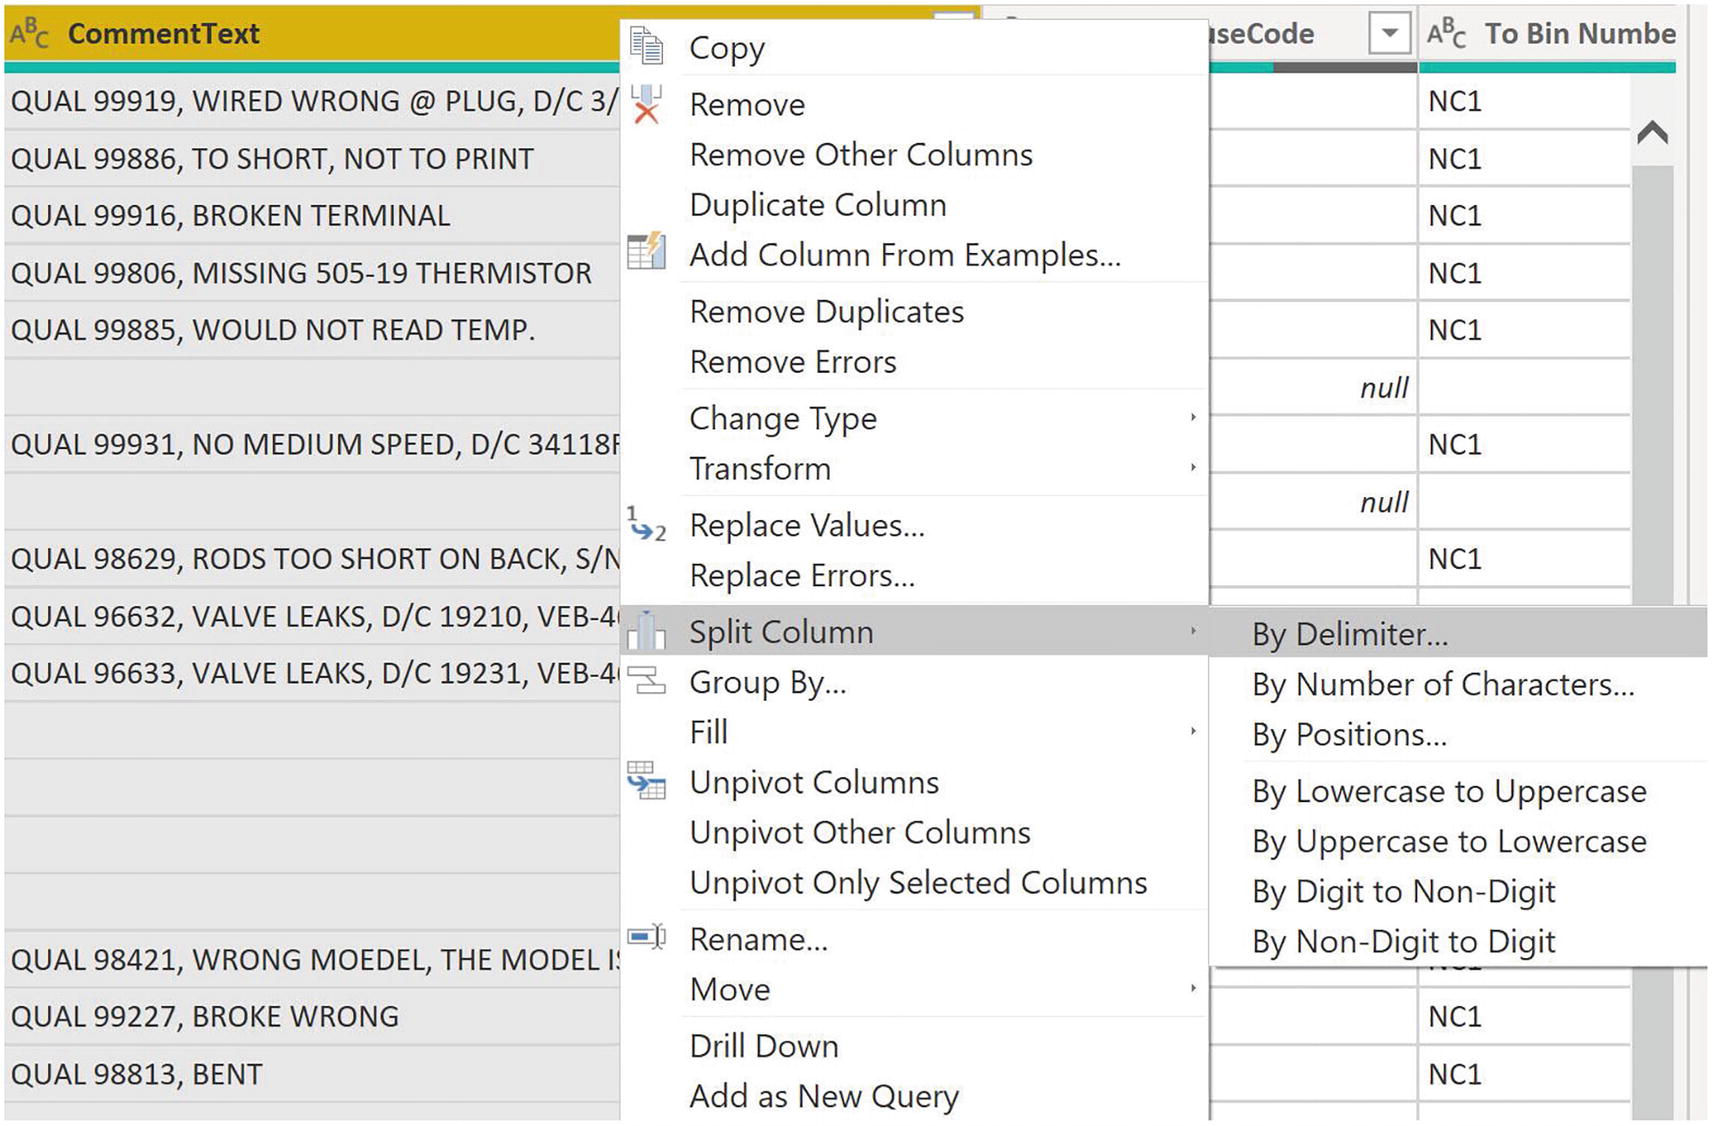 ABC CommentText
useCode
ABC To Bin Numbe
QUAL 99919, WIRED WRONG @ PLUG, D/C 3/
QUAL 99886, TO SHORT, NOT TO PRINT
QUAL 99916, BROKEN TERMINAL
QUAL 99806, MISSING 505-19 THERMISTOR
QUAL 99885, WOULD NOT READ TEMP.
QUAL 99931, NO MEDIUM SPEED, D/C 34118
QUAL 98629, RODS TOO SHORT ON BACK, S/N
QUAL 96632, VALVE LEAKS, D/C 19210, VEB-4
QUAL 96633, VALVE LEAKS, D/C 19231, VEB-4
QUAL 98421, WRONG MOEDEL, THE MODEL IS
QUAL 99227, BROKE WRONG
QUAL 98813, BENT
Copy
Remove
Remove Other Columns
Duplicate Column
Add Column From Examples...
Remove Duplicates
Remove Errors
Change Type
Transform
1
2
Replace Values...
Replace Errors...
Split Column
Group By...
Fill
Unpivot Columns
Unpivot Other Columns
Unpivot Only Selected Columns
Rename...
Move
Drill Down
Add as New Query
By Delimiter...
By Number of Characters...
By Positions...
By Lowercase to Uppercase
By Uppercase to Lowercase
By Digit to Non-Digit
By Non-Digit to Digit
null
null
NC1
NC1
NC1
NC1
NC1
NC1
NC1
NC1
NC1
NC1